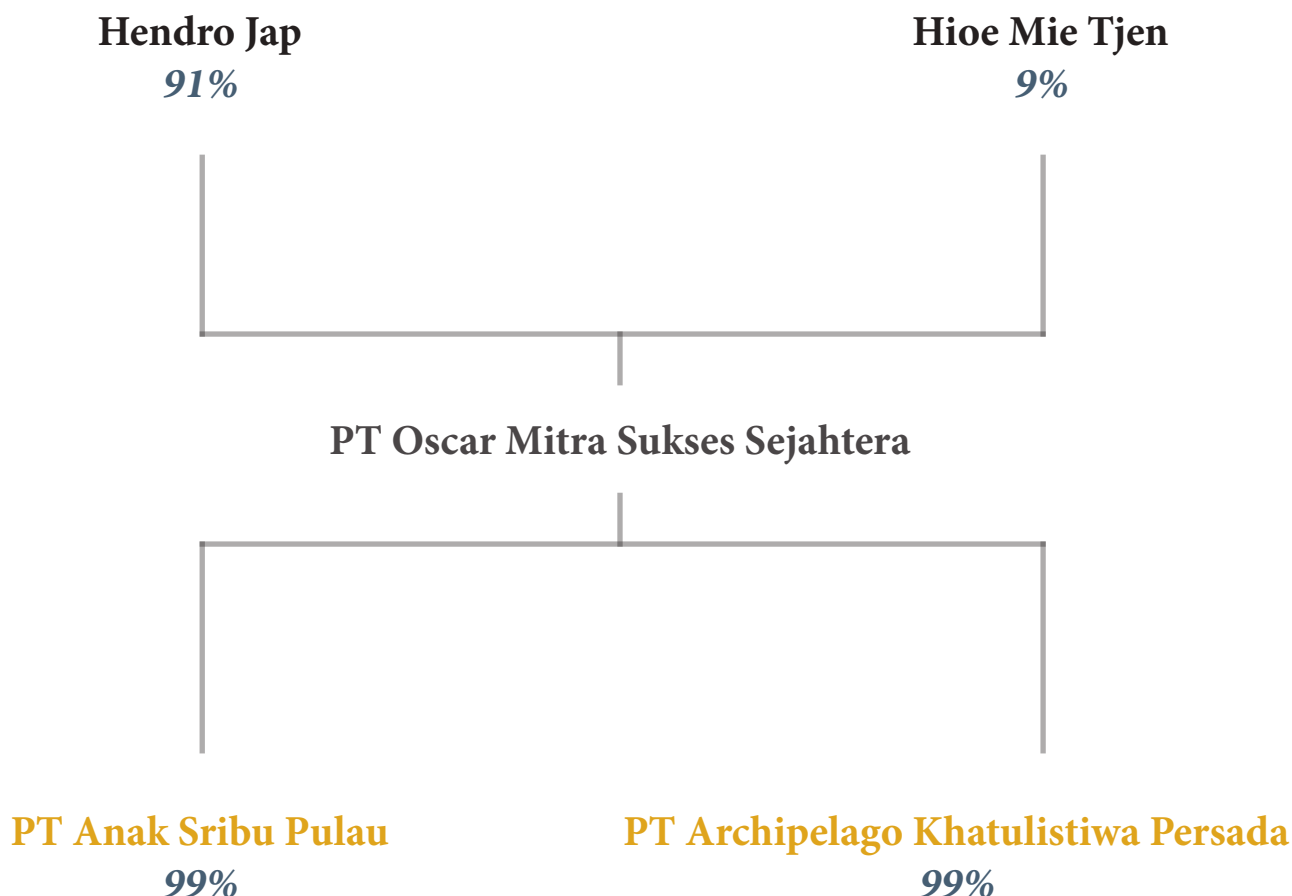 Hendro Jap
91%
Hioe Mie Tjen
9%
PT Oscar Mitra Sukses Sejahtera
PT Anak Sribu Pulau
99%
PT Archipelago Khatulistiwa Persada
99%